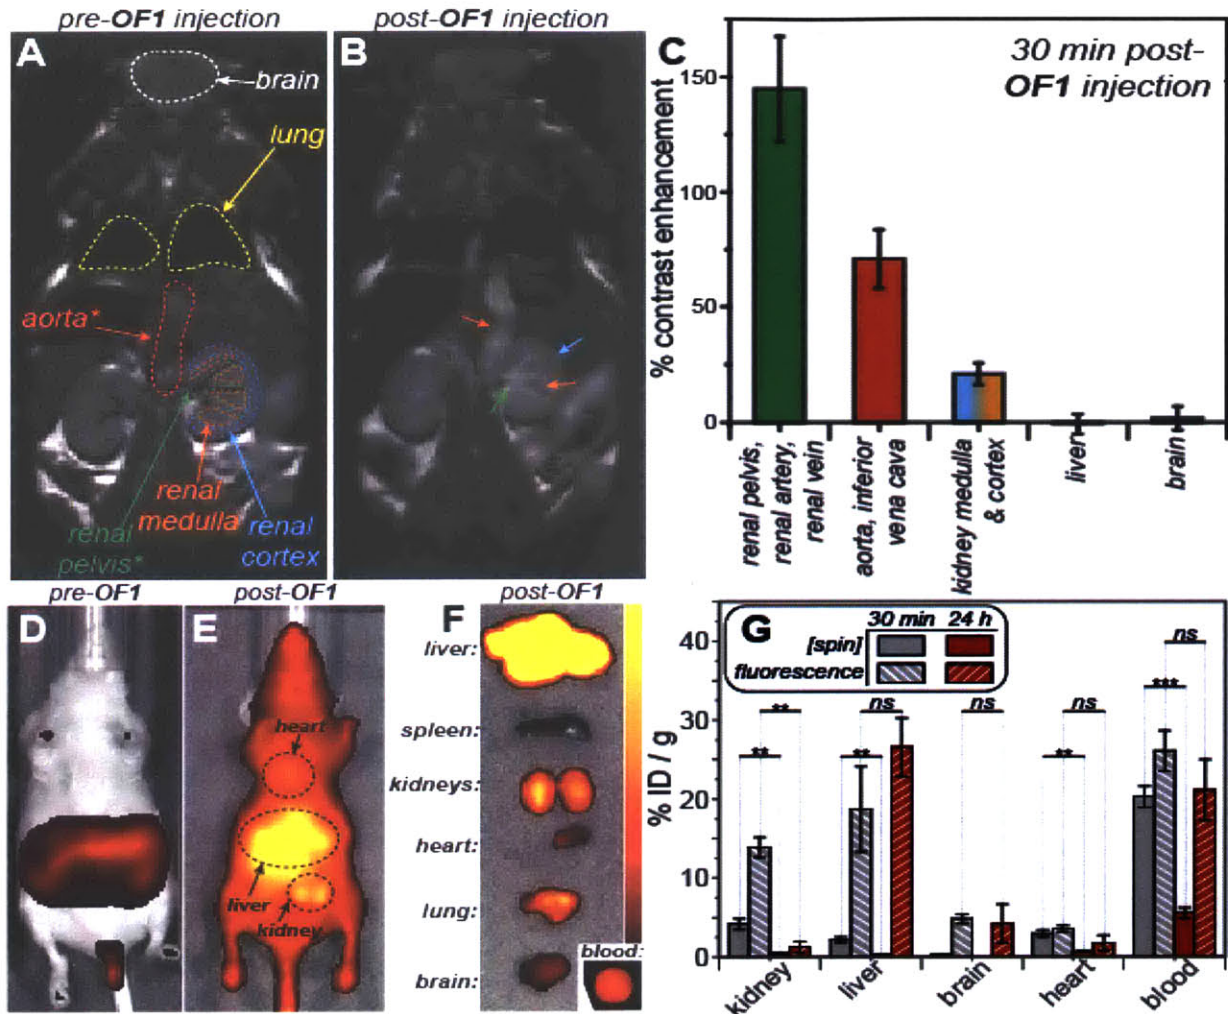 pre-OF1 injection
post-OF1 injection
A
brain
lung
aorta*
renal
medulla
renal
pelvis*
renal
cortex
B
C
30 min post-
OF1 injection
% contrast enhancement
150
100
50
0
renal pelvis,
renal artery,
renal vein
aorta, inferior
vena cava
kidney medulla
& cortex
liver
brain
pre-OF1
post-OF1
post-OF1
D
E
heart
liver
kidney
F
liver:
spleen:
kidneys:
heart:
lung:
brain:
blood:
G
30 min 24 h
[spin]
fluorescence
% ID / g
40
30
20
10
0
**
**
ns
**
ns
ns
**
ns
***
kidney
liver
brain
heart
blood